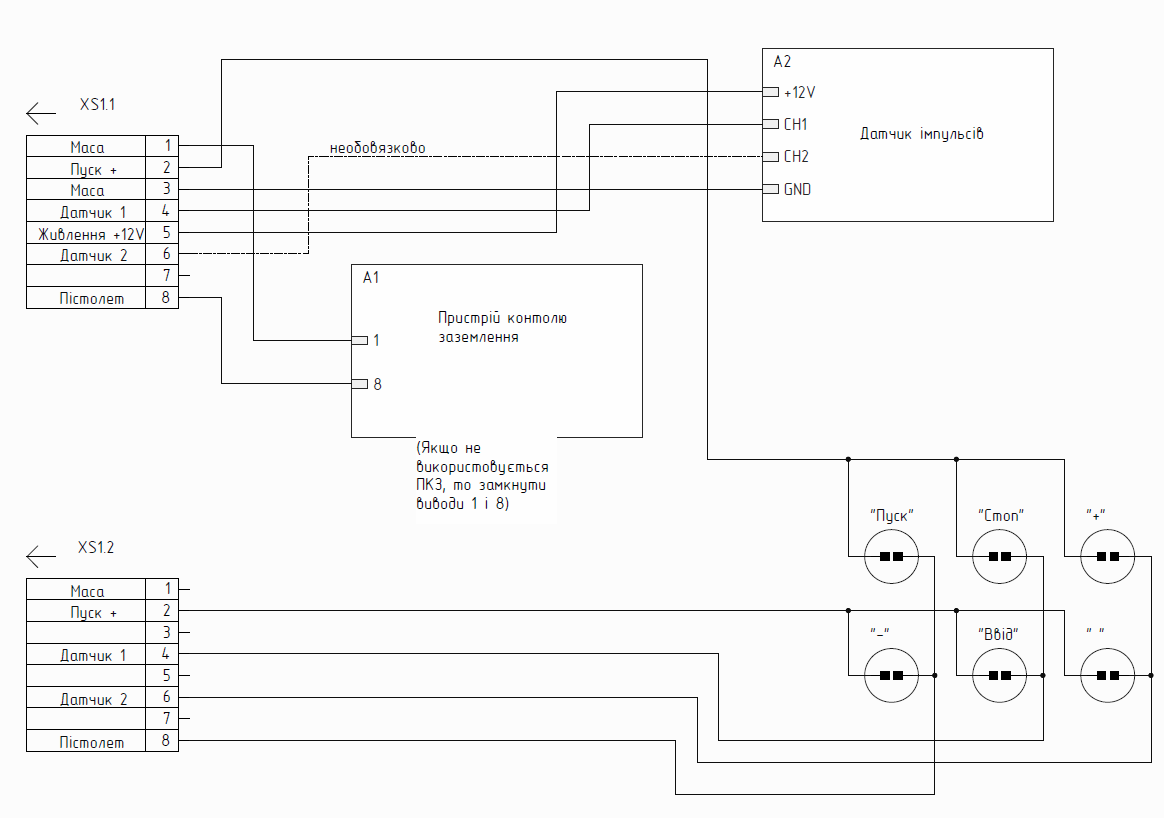 XS1.1
Маса 1
Пуск + 2
Маса 3
Датчик 1 4
Живлення +12V 5
Датчик 2 6
7
Пістолет 8
необовязково
A2
+12V
CH1
CH2
GND
Датчик імпульсів
A1
1
8
Пристрій контолю
заземлення
(Якщо не
використовується
ПКЗ, то замкнути
виводи 1 і 8)
XS1.2
Маса 1
Пуск + 2
3
Датчик 1 4
5
Датчик 2 6
7
Пістолет 8
"Пуск" "Стоп" "+"
"-" "Ввід" " "